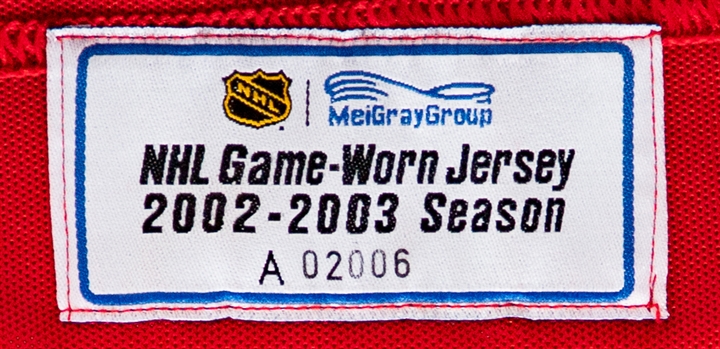 NHL MeiGrayGroup
NHL Game-Worn Jersey
2002-2003 Season
A 02006